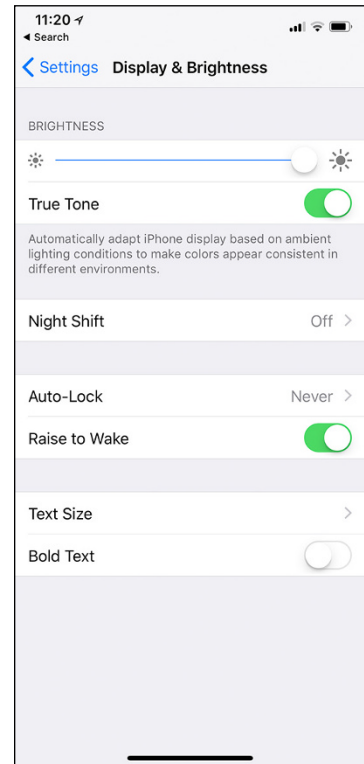 11:20
Search
Settings Display & Brightness
BRIGHTNESS
True Tone
Automatically adapt iPhone display based on ambient
lighting conditions to make colors appear consistent in
different environments.
Night Shift Off
Auto-Lock Never
Raise to Wake
Text Size
Bold Text